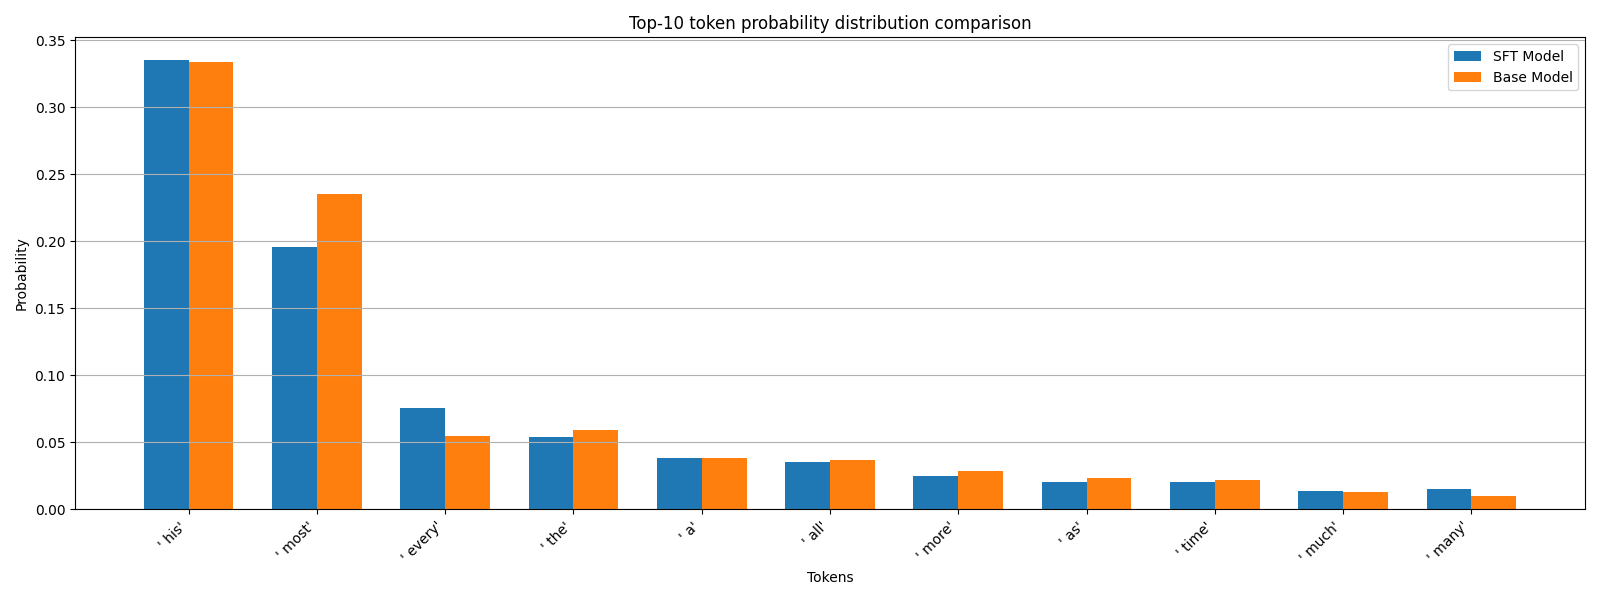 Top-10 token probability distribution comparison
SFT Model
Base Model
Probability
0.35
0.30
0.25
0.20
0.15
0.10
0.05
0.00
' his'
' most'
' every'
' the'
' a'
' all'
' more'
' as'
' time'
' much'
' many'
Tokens